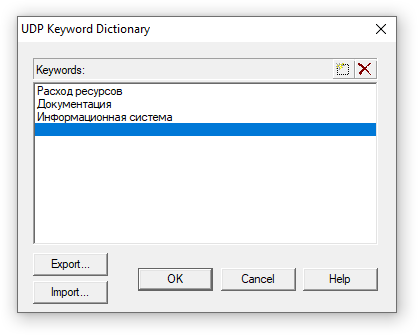 UDP Keyword Dictionary
Keywords:
Расход ресурсов
Документация
Информационная система
Export...
Import...
OK
Cancel
Help